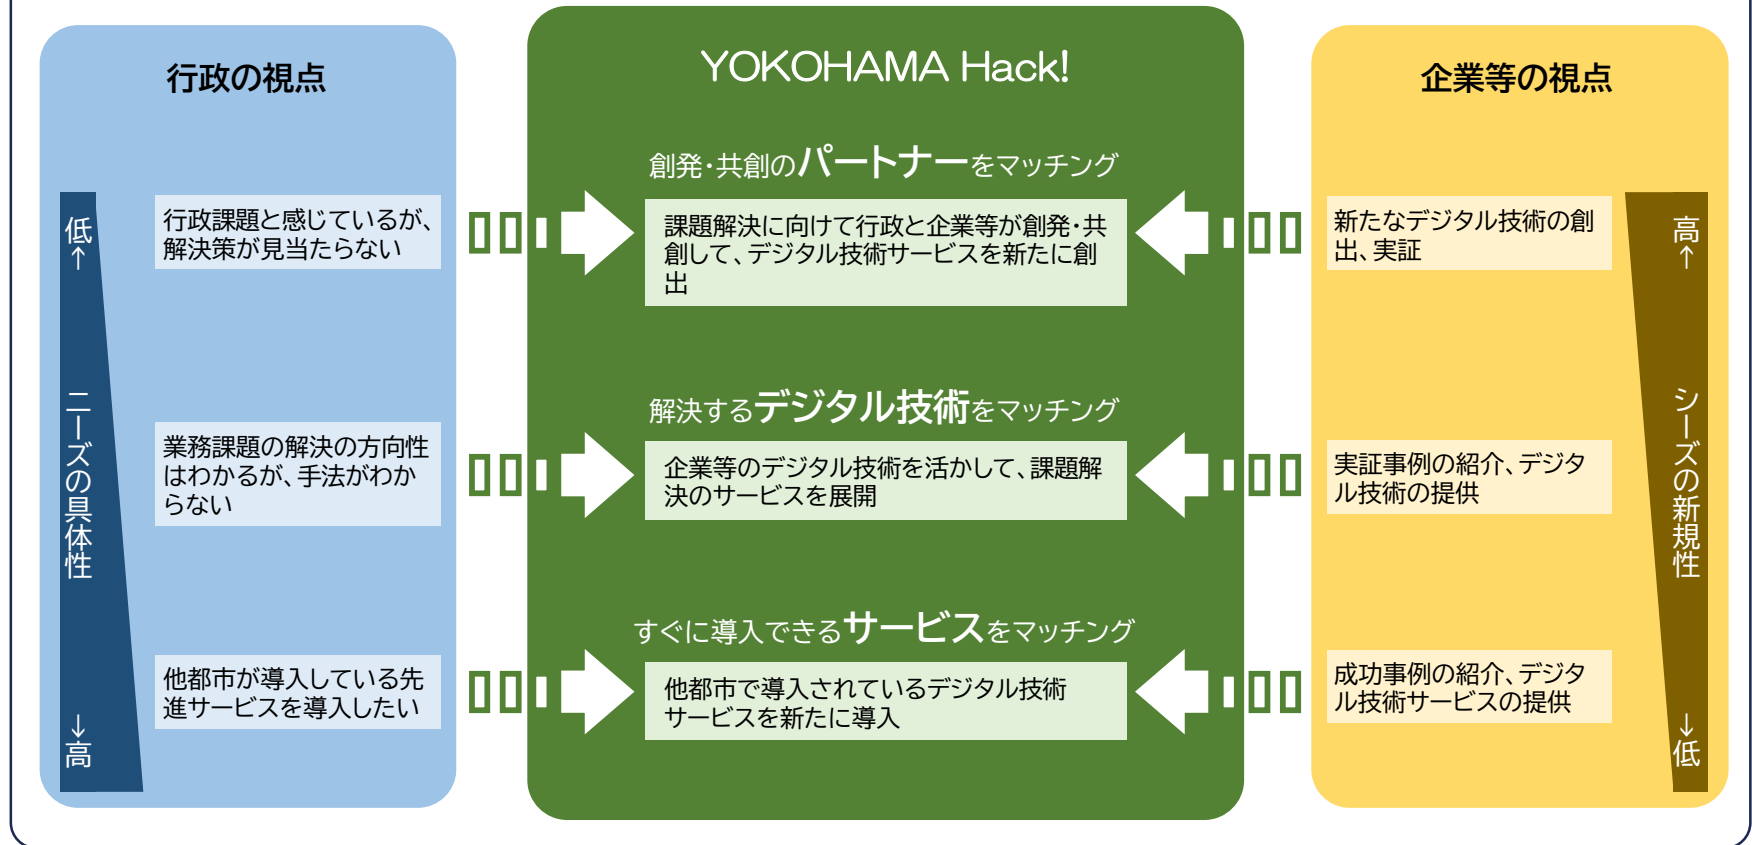 行政の視点
低↑
ニーズの具体性
↓高
行政課題と感じているが、
解決策が見当たらない
業務課題の解決の方向性
はわかるが、手法がわか
らない
他都市が導入している先
進サービスを導入したい
YOKOHAMA Hack!
創発・共創のパートナーをマッチング
課題解決に向けて行政と企業等が創発・共
創して、デジタル技術サービスを新たに創
出
解決するデジタル技術をマッチング
企業等のデジタル技術を活かして、課題解
決のサービスを展開
すぐに導入できるサービスをマッチング
他都市で導入されているデジタル技術
サービスを新たに導入
企業等の視点
新たなデジタル技術の創
出、実証
実証事例の紹介、デジタ
ル技術の提供
成功事例の紹介、デジタ
ル技術サービスの提供
高↑
シーズの新規性
↓低